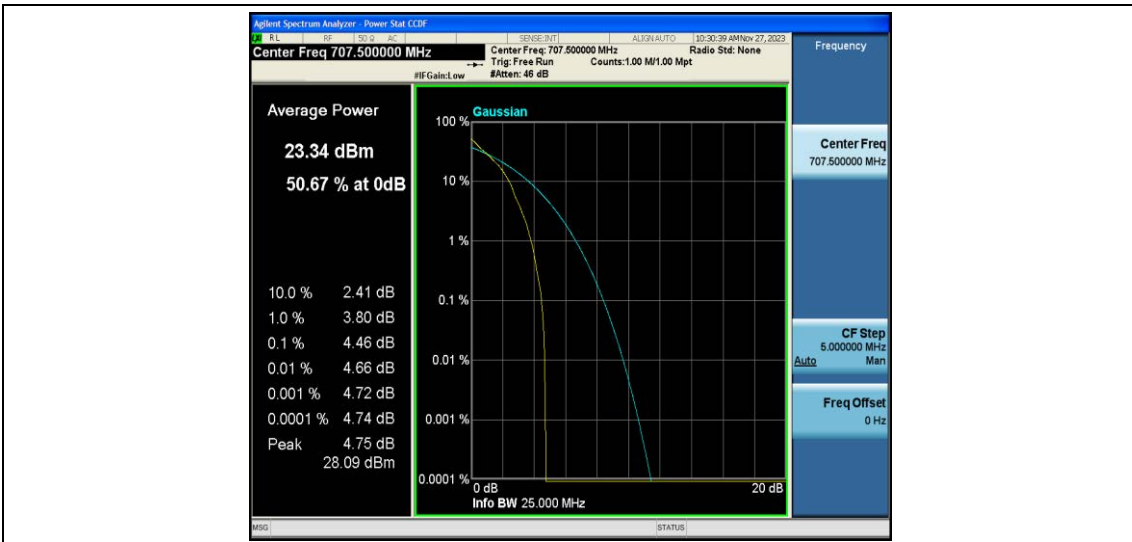 Agilent Spectrum Analyzer - Power Stat CCDF
RL RF 50 Ω AC SENSE:INT ALIGN AUTO 10:30:39 AM Nov 27, 2023
Center Freq 707.500000 MHz
Center Freq: 707.500000 MHz Radio Std: None
Trig: Free Run Counts:1.00 M/1.00 Mpt
#IFGain:Low #Atten: 46 dB
Frequency
Average Power
23.34 dBm
50.67 % at 0dB
10.0 % 2.41 dB
1.0 % 3.80 dB
0.1 % 4.46 dB
0.01 % 4.66 dB
0.001 % 4.72 dB
0.0001 % 4.74 dB
Peak 4.75 dB
28.09 dBm
Gaussian
100 %
10 %
1 %
0.1 %
0.01 %
0.001 %
0.0001 %
0 dB 20 dB
Info BW 25.000 MHz
Center Freq
707.500000 MHz
CF Step
5.000000 MHz
Auto Man
Freq Offset
0 Hz
MSG STATUS